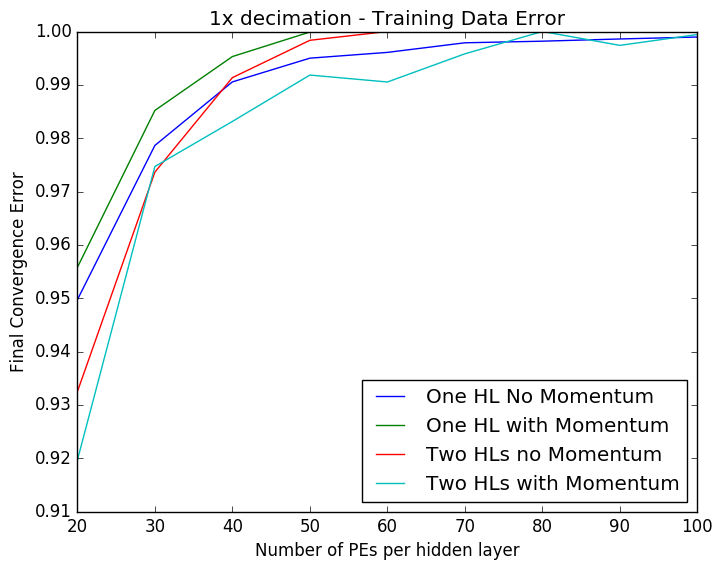 1x decimation - Training Data Error
Final Convergence Error
1.00
0.99
0.98
0.97
0.96
0.95
0.94
0.93
0.92
0.91
One HL No Momentum
One HL with Momentum
Two HLs no Momentum
Two HLs with Momentum
20 30 40 50 60 70 80 90 100
Number of PEs per hidden layer